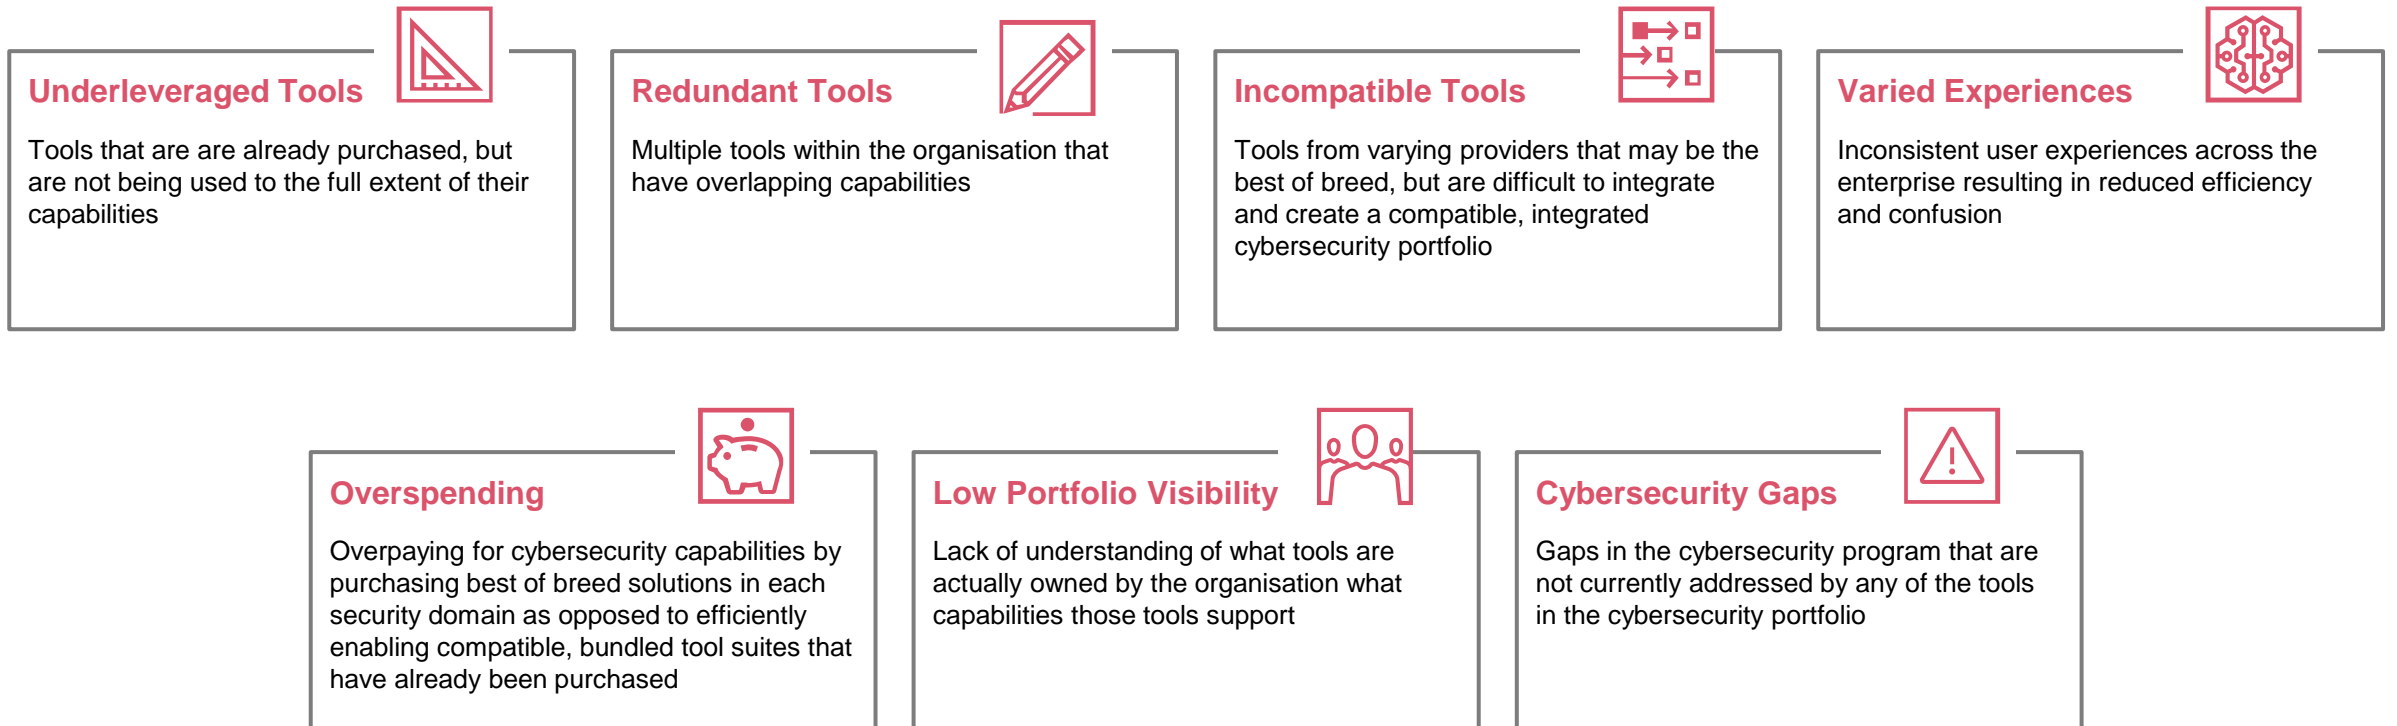 Underleveraged Tools
Tools that are are already purchased, but
are not being used to the full extent of their
capabilities
Redundant Tools
Multiple tools within the organisation that
have overlapping capabilities
Incompatible Tools
Tools from varying providers that may be the
best of breed, but are difficult to integrate
and create a compatible, integrated
cybersecurity portfolio
Varied Experiences
Inconsistent user experiences across the
enterprise resulting in reduced efficiency
and confusion
Overspending
Overpaying for cybersecurity capabilities by
purchasing best of breed solutions in each
security domain as opposed to efficiently
enabling compatible, bundled tool suites that
have already been purchased
Low Portfolio Visibility
Lack of understanding of what tools are
actually owned by the organisation what
capabilities those tools support
Cybersecurity Gaps
Gaps in the cybersecurity program that are
not currently addressed by any of the tools
in the cybersecurity portfolio